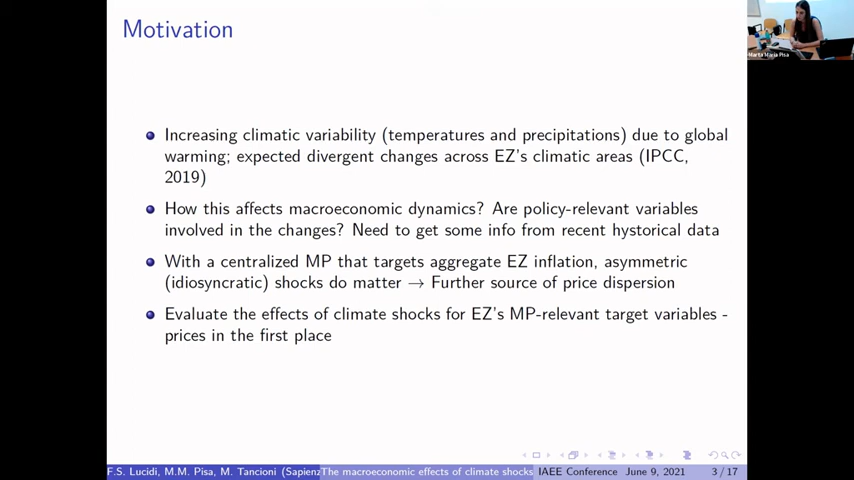 Motivation
Increasing climatic variability (temperatures and precipitations) due to global
warming; expected divergent changes across EZ's climatic areas (IPCC,
2019)
How this affects macroeconomic dynamics? Are policy-relevant variables
involved in the changes? Need to get some info from recent hystorical data
With a centralized MP that targets aggregate EZ inflation, asymmetric
(idiosyncratic) shocks do matter → Further source of price dispersion
Evaluate the effects of climate shocks for EZ's MP-relevant target variables -
prices in the first place
Marta Maria Pisa
F.S. Lucidi, M.M. Pisa, M. Tancioni (Sapienz The macroeconomic effects of climate shocks IAEE Conference June 9, 2021 3 / 17